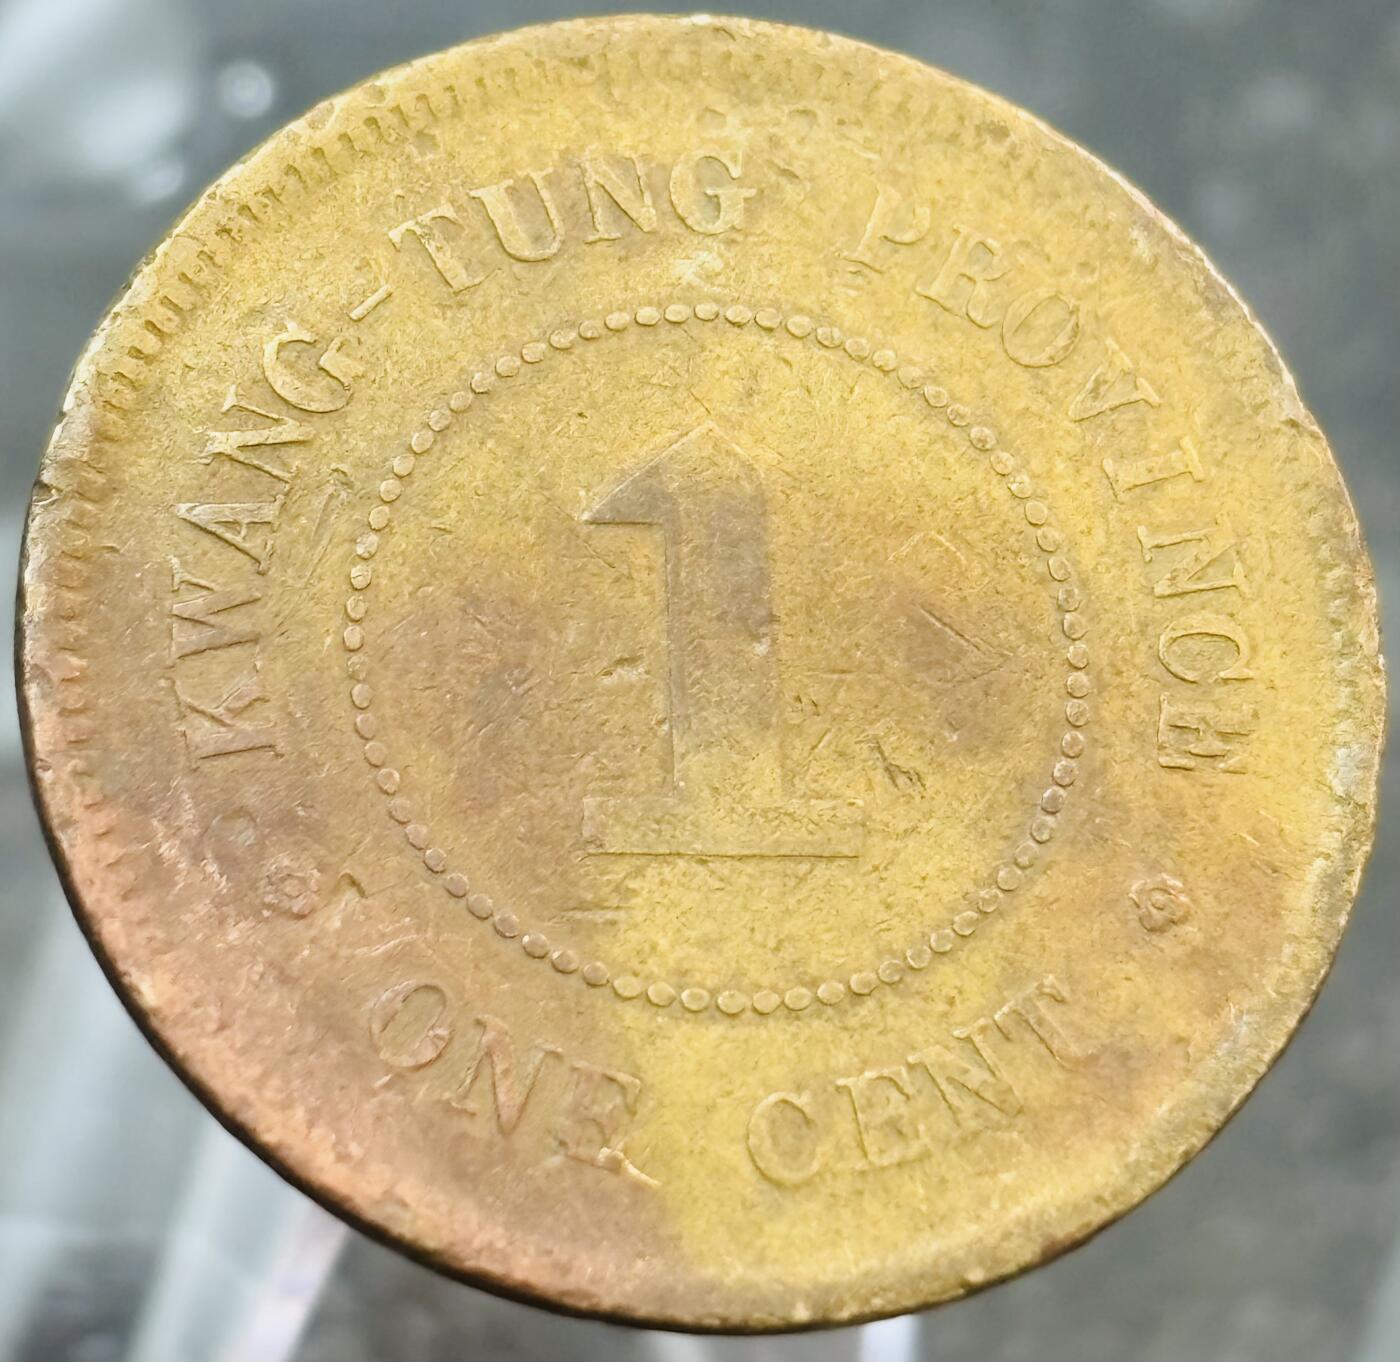 KWANG-TUNG PROVINCE
1
ONE CENT